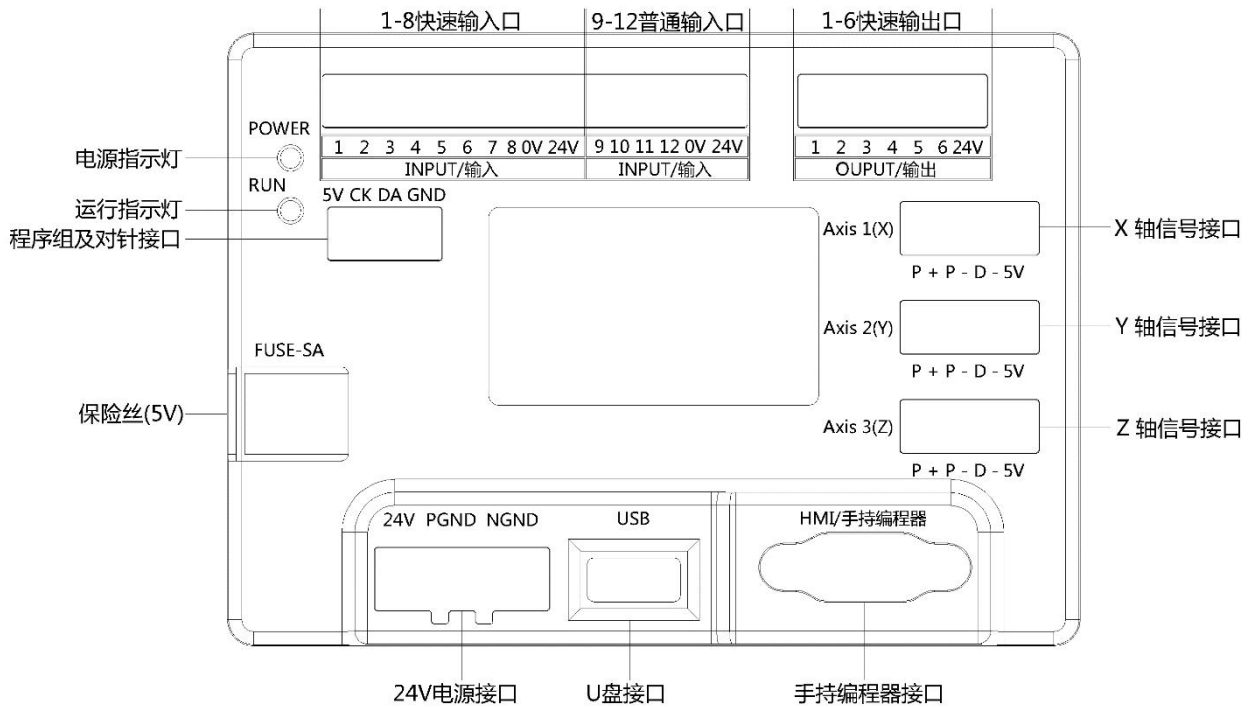 1-8快速输入口
9-12普通输入口
1-6快速输出口
POWER
电源指示灯
1 2 3 4 5 6 7 8 0V 24V
9 10 11 12 0V 24V
1 2 3 4 5 6 24V
INPUT/输入
INPUT/输入
OUPUT/输出
RUN
运行指示灯
5V CK DA GND
程序组及对针接口
Axis 1(X)
X 轴信号接口
P + P - D - 5V
Axis 2(Y)
Y 轴信号接口
P + P - D - 5V
FUSE-SA
保险丝(5V)
Axis 3(Z)
Z 轴信号接口
P + P - D - 5V
24V PGND NGND
USB
HMI/手持编程器
24V电源接口
U盘接口
手持编程器接口